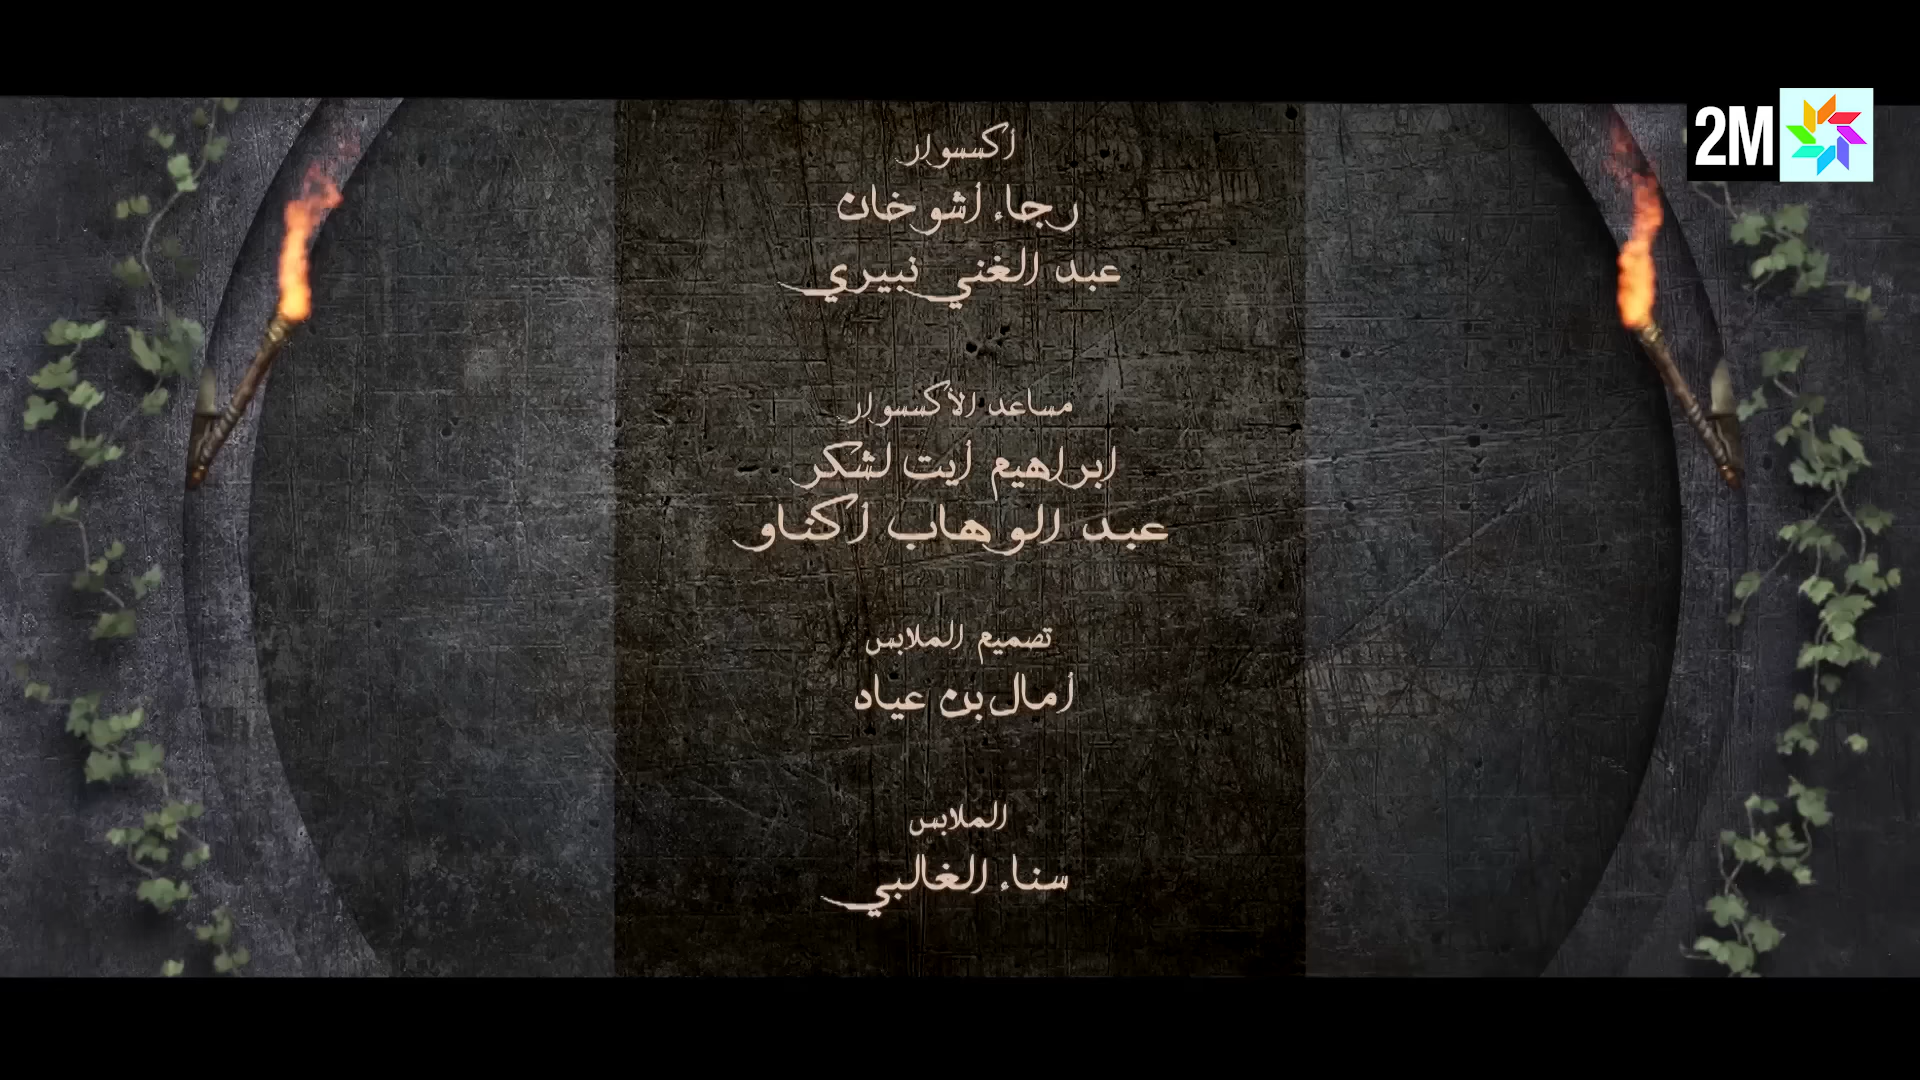 2M
أكسسوار
رجاء أشوخان
عبد الغني نبيري
مساعد الأكسسوار
ابراهيم أيت لشكر
عبد الوهاب أكناو
تصميم الملابس
أمال بن عياد
الملابس
سناء الغالبي